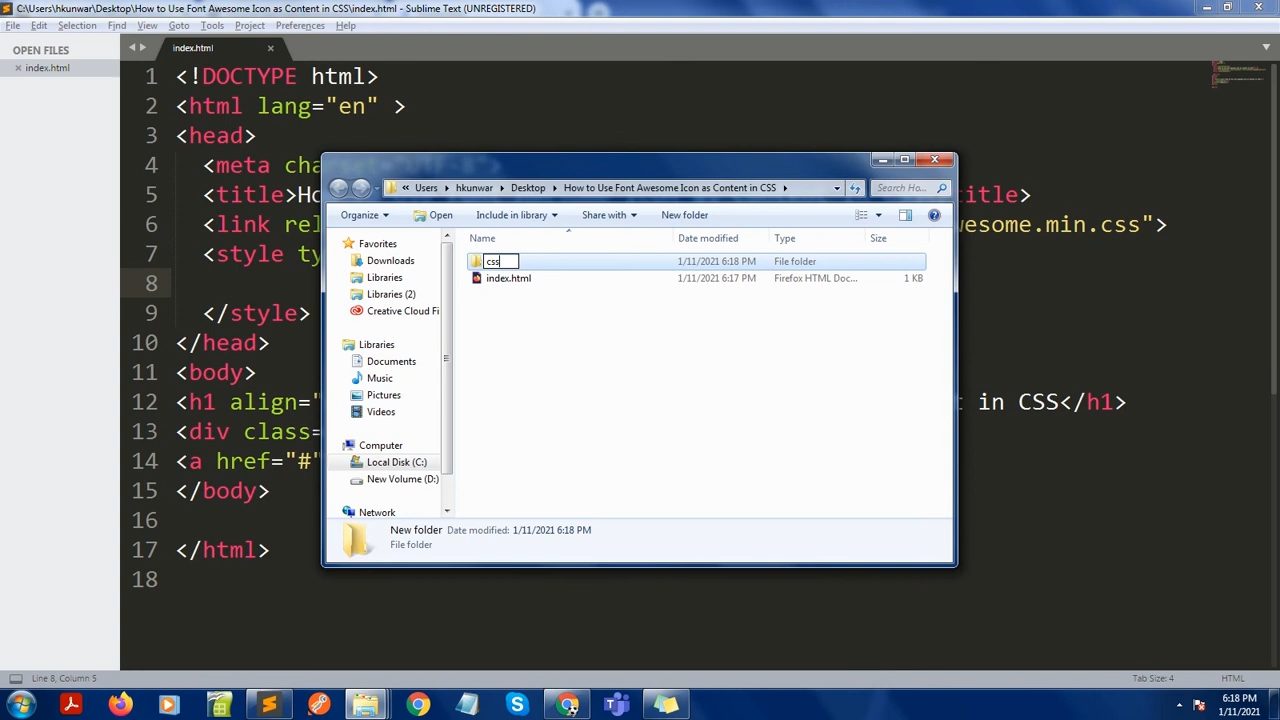 C:\Users\hkunwar\Desktop\How to Use Font Awesome Icon as Content in CSS\index.html - Sublime Text (UNREGISTERED)
File Edit Selection Find View Goto Tools Project Preferences Help
OPEN FILES
index.html
index.html
1 <!DOCTYPE html>
2 <html lang="en" >
3 <head>
4 <meta cha
5 <title>Ho itle>
6 <link rel wesome.min.css">
7 <style ty
8
9 </style>
10 </head>
11 <body>
12 <h1 align=" t in CSS</h1>
13 <div class=
14 <a href="#"
15 </body>
16
17 </html>
18
« Users Desktop hkunwar How to Use Font Awesome Icon as Content in CSS
Search Ho...
Organize Open Include in library Share with New folder
Name Date modified Type Size
css 1/11/2021 6:18 PM File folder
index.html 1/11/2021 6:17 PM Firefox HTML Doc... 1 KB
Favorites
Downloads
Libraries
Libraries (2)
Creative Cloud Fi
Libraries
Documents
Music
Pictures
Videos
Computer
Local Disk (C:)
New Volume (D:)
Network
New folder Date modified: 1/11/2021 6:18 PM
File folder
Line 8, Column 5 Tab Size: 4 HTML
6:18 PM
1/11/2021